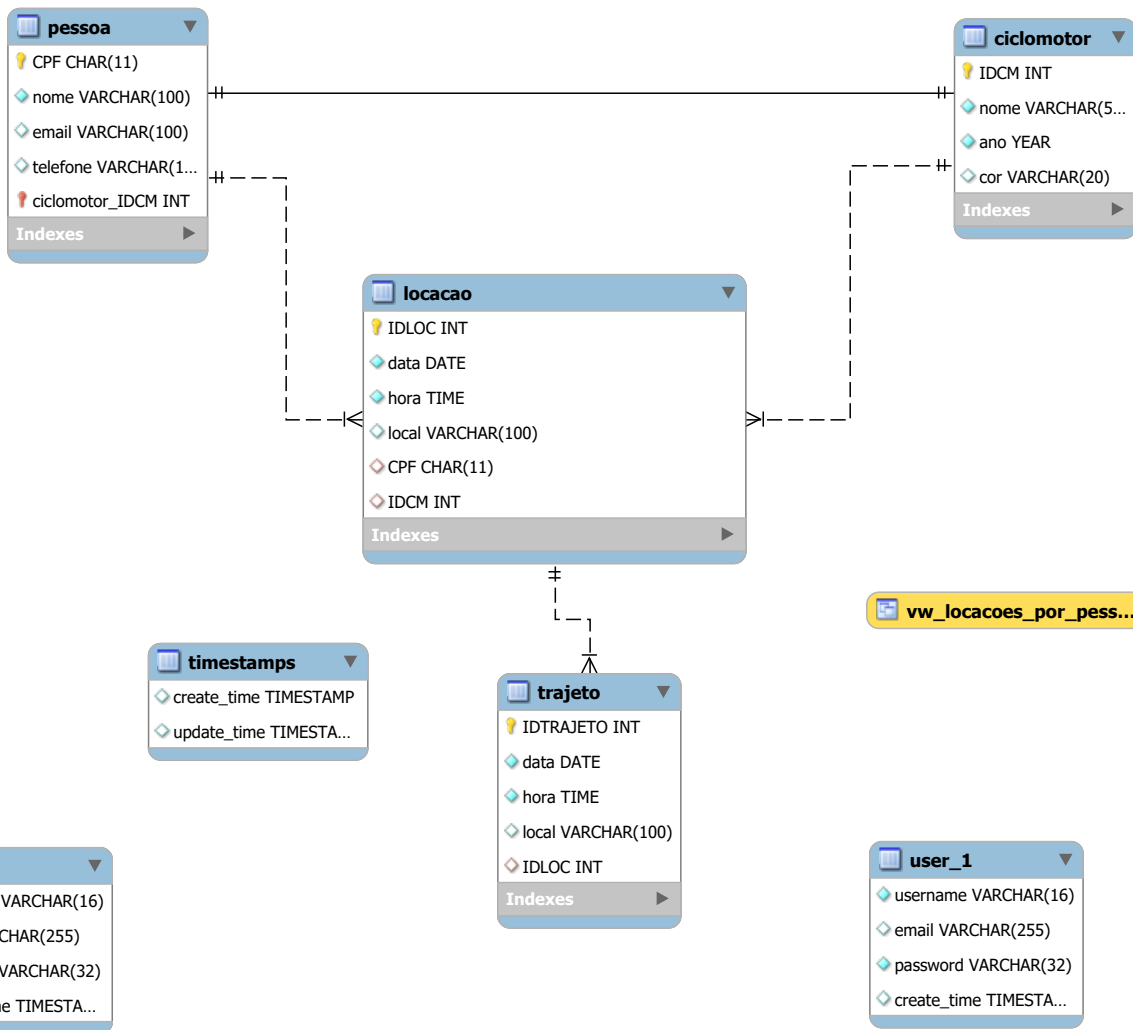 pessoa
CPF CHAR(11)
nome VARCHAR(100)
email VARCHAR(100)
telefone VARCHAR(1...
ciclomotor_IDCM INT
Indexes
ciclomotor
IDCM INT
nome VARCHAR(5...
ano YEAR
cor VARCHAR(20)
Indexes
locacao
IDLOC INT
data DATE
hora TIME
local VARCHAR(100)
CPF CHAR(11)
IDCM INT
Indexes
vw_locacoes_por_pess...
timestamps
create_time TIMESTAMP
update_time TIMESTA...
trajeto
IDTRAJETO INT
data DATE
hora TIME
local VARCHAR(100)
IDLOC INT
Indexes
VARCHAR(16)
CHAR(255)
VARCHAR(32)
TIMESTA...
user_1
username VARCHAR(16)
email VARCHAR(255)
password VARCHAR(32)
create_time TIMESTA...